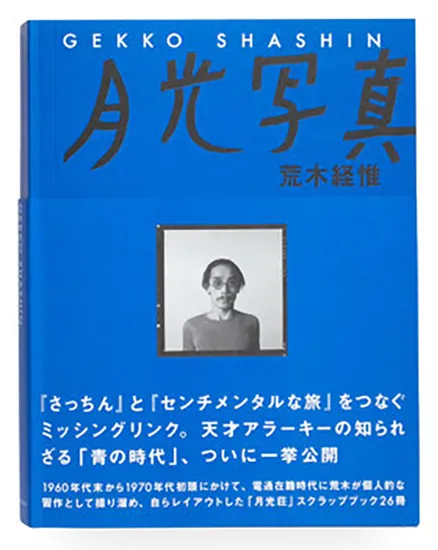 GEKKO SHASHIN
月光写真
荒木経惟
『さっちん』と『センチメンタルな旅』をつなぐ
ミッシングリンク。天才アラーキーの知られ
ざる「青の時代」、ついに一挙公開
1960年代末から1970年代初頭にかけて、電通在籍時代に荒木が個人的な
習作として撮り溜め、自らレイアウトした「月光荘」スクラップブック26冊